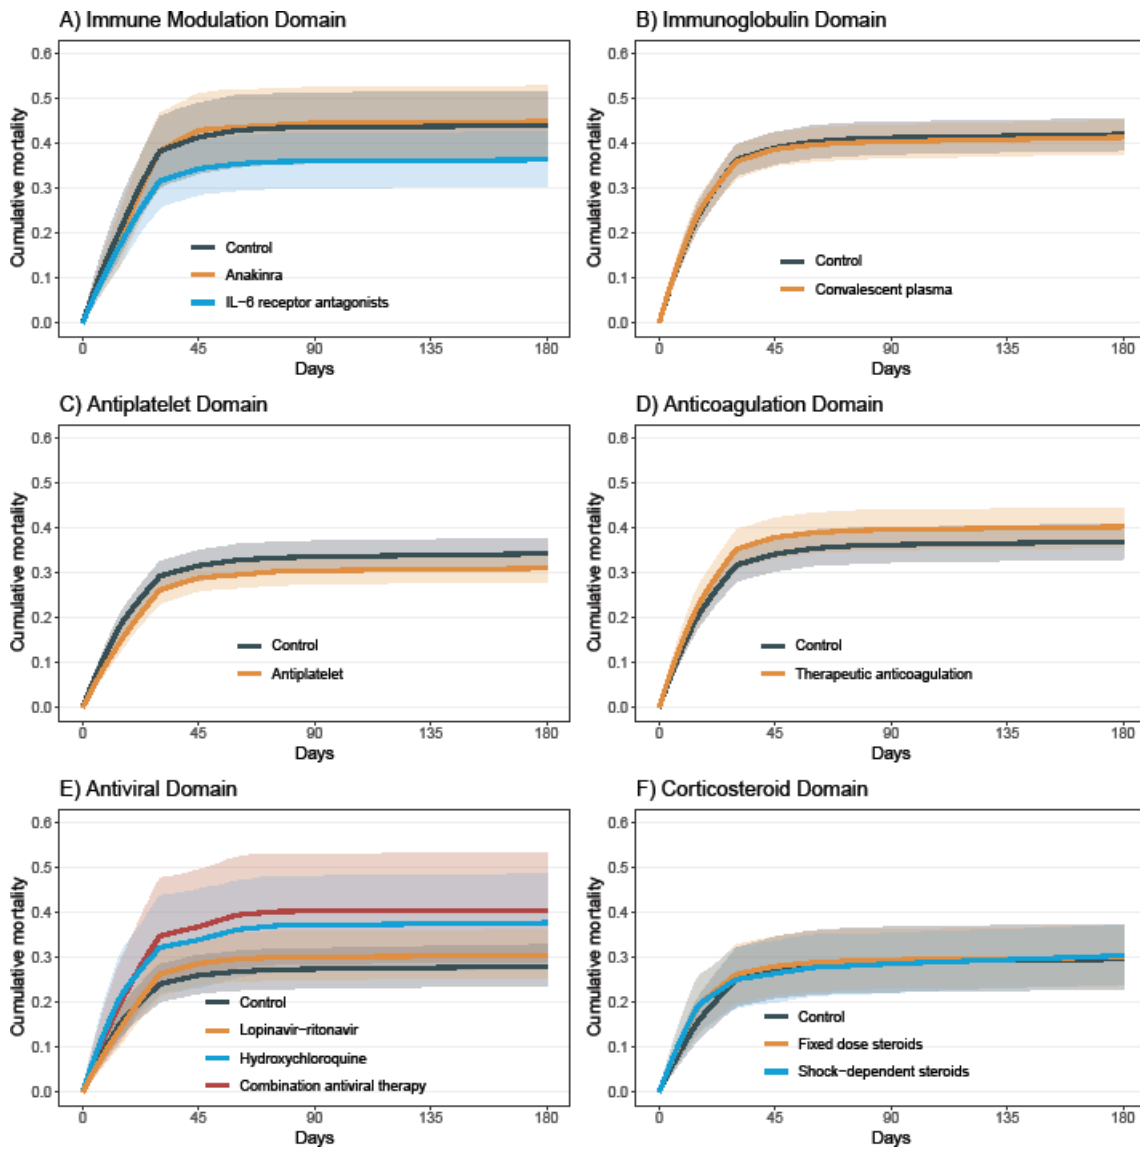 A) Immune Modulation Domain
Cumulative mortality
0.6
0.5
0.4
0.3
0.2
0.1
0.0
Control
Anakinra
IL−6 receptor antagonists
0 45 90 135 180
Days
B) Immunoglobulin Domain
Cumulative mortality
0.6
0.5
0.4
0.3
0.2
0.1
0.0
Control
Convalescent plasma
0 45 90 135 180
Days
C) Antiplatelet Domain
Cumulative mortality
0.6
0.5
0.4
0.3
0.2
0.1
0.0
Control
Antiplatelet
0 45 90 135 180
Days
D) Anticoagulation Domain
Cumulative mortality
0.6
0.5
0.4
0.3
0.2
0.1
0.0
Control
Therapeutic anticoagulation
0 45 90 135 180
Days
E) Antiviral Domain
Cumulative mortality
0.6
0.5
0.4
0.3
0.2
0.1
0.0
Control
Lopinavir−ritonavir
Hydroxychloroquine
Combination antiviral therapy
0 45 90 135 180
Days
F) Corticosteroid Domain
Cumulative mortality
0.6
0.5
0.4
0.3
0.2
0.1
0.0
Control
Fixed dose steroids
Shock−dependent steroids
0 45 90 135 180
Days